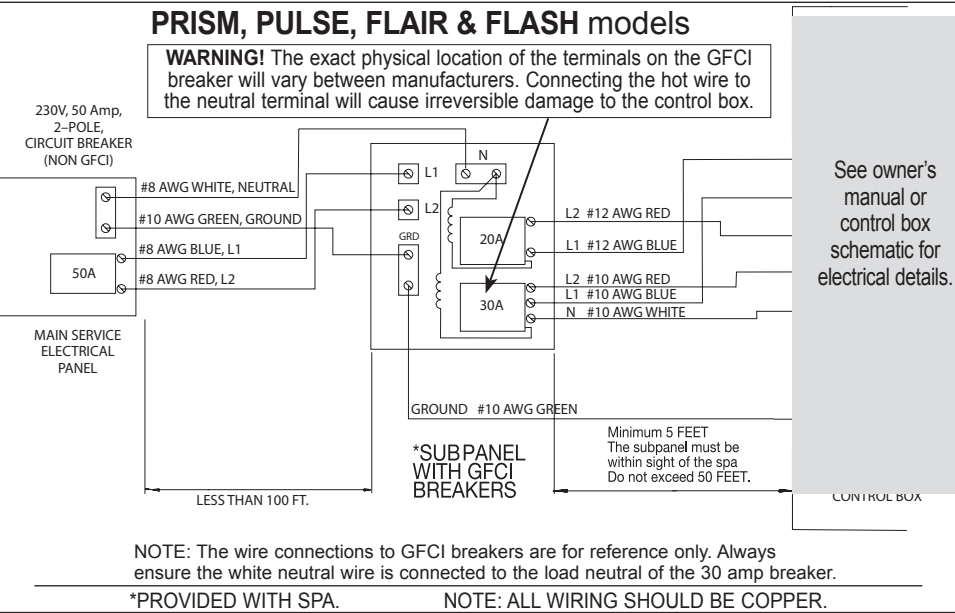 PRISM, PULSE, FLAIR & FLASH models
WARNING! The exact physical location of the terminals on the GFCI
breaker will vary between manufacturers. Connecting the hot wire to
the neutral terminal will cause irreversible damage to the control box.
230V, 50 Amp,
2–POLE,
CIRCUIT BREAKER
(NON GFCI)
#8 AWG WHITE, NEUTRAL
#10 AWG GREEN, GROUND
#8 AWG BLUE, L1
#8 AWG RED, L2
50A
MAIN SERVICE
ELECTRICAL
PANEL
L1
N
L2
GRD
20A
30A
L2 #12 AWG RED
L1 #12 AWG BLUE
L2 #10 AWG RED
L1 #10 AWG BLUE
N #10 AWG WHITE
GROUND #10 AWG GREEN
See owner's
manual or
control box
schematic for
electrical details.
*SUBPANEL
WITH GFCI
BREAKERS
Minimum 5 FEET
The subpanel must be
within sight of the spa
Do not exceed 50 FEET.
LESS THAN 100 FT.
CONTROL BOX
NOTE: The wire connections to GFCI breakers are for reference only. Always
ensure the white neutral wire is connected to the load neutral of the 30 amp breaker.
*PROVIDED WITH SPA. NOTE: ALL WIRING SHOULD BE COPPER.